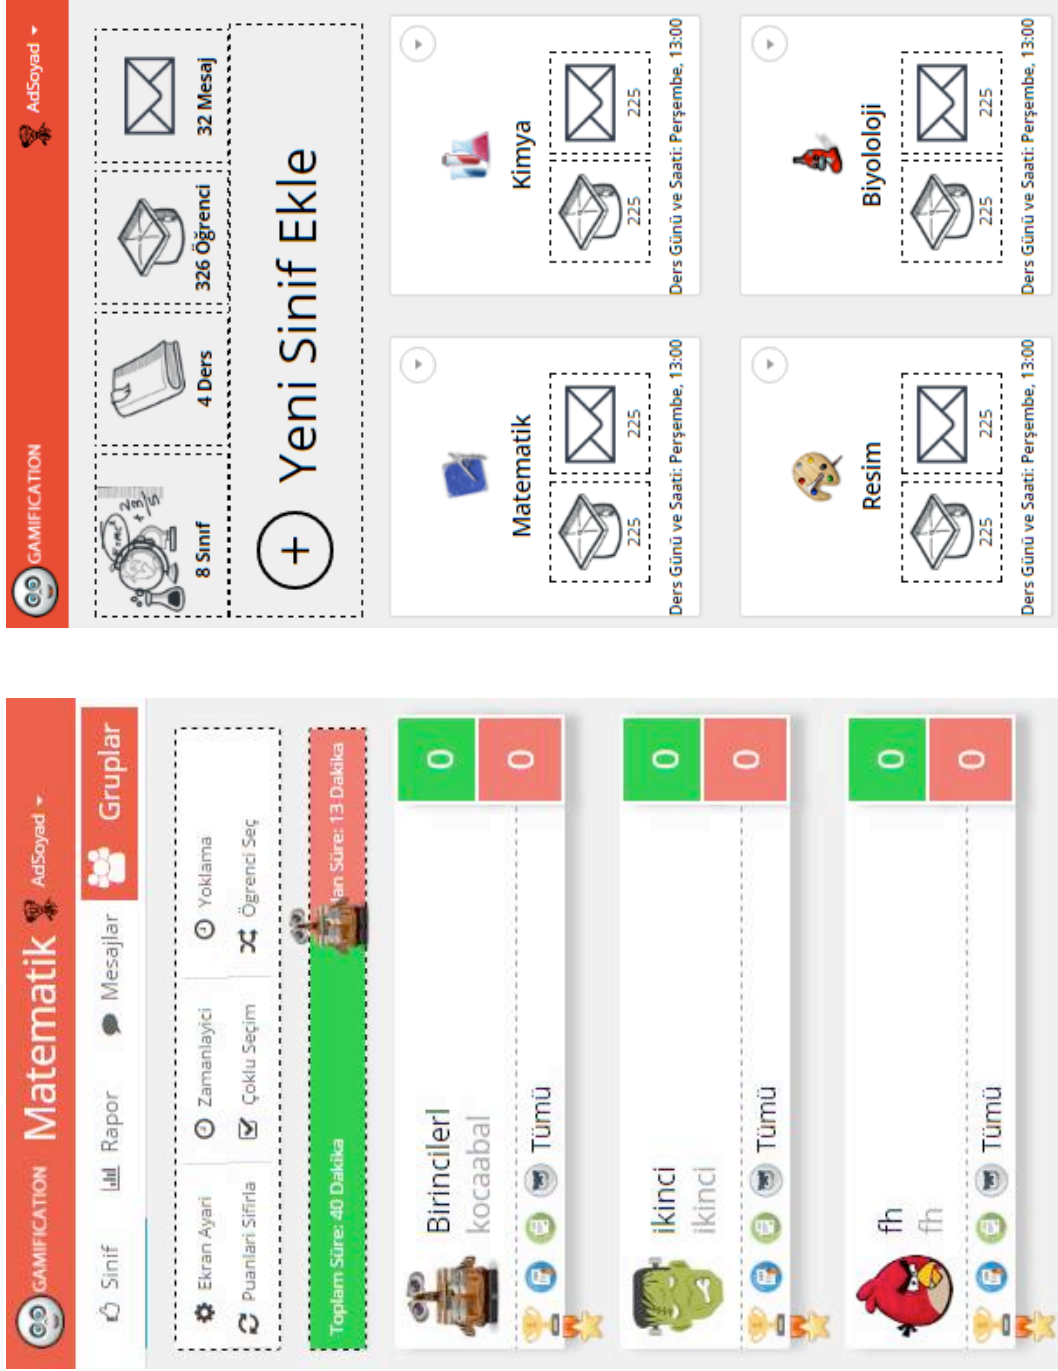 GAMIFICATION
AdSoyad
8 Sınıf
4 Ders
326 Öğrenci
32 Mesaj
+ Yeni Sinif Ekle
Matematik
225
225
Ders Günü ve Saati: Perşembe, 13:00
Kimya
225
225
Ders Günü ve Saati: Perşembe, 13:00
Resim
225
225
Ders Günü ve Saati: Perşembe, 13:00
Biyololoji
225
225
Ders Günü ve Saati: Perşembe, 13:00
GAMIFICATION
Matematik
AdSoyad
Sinif
Rapor
Mesajlar
Gruplar
Ekran Ayari
Zamanlayici
Yoklama
Puanlari Sifirla
Çoklu Seçim
Ögrenci Seç
Toplam Süre: 40 Dakika
lan Süre: 13 Dakika
Birinciler
kocaabal
0
0
Tümü
ikinci
ikinci
0
0
Tümü
fh
fh
0
0
Tümü